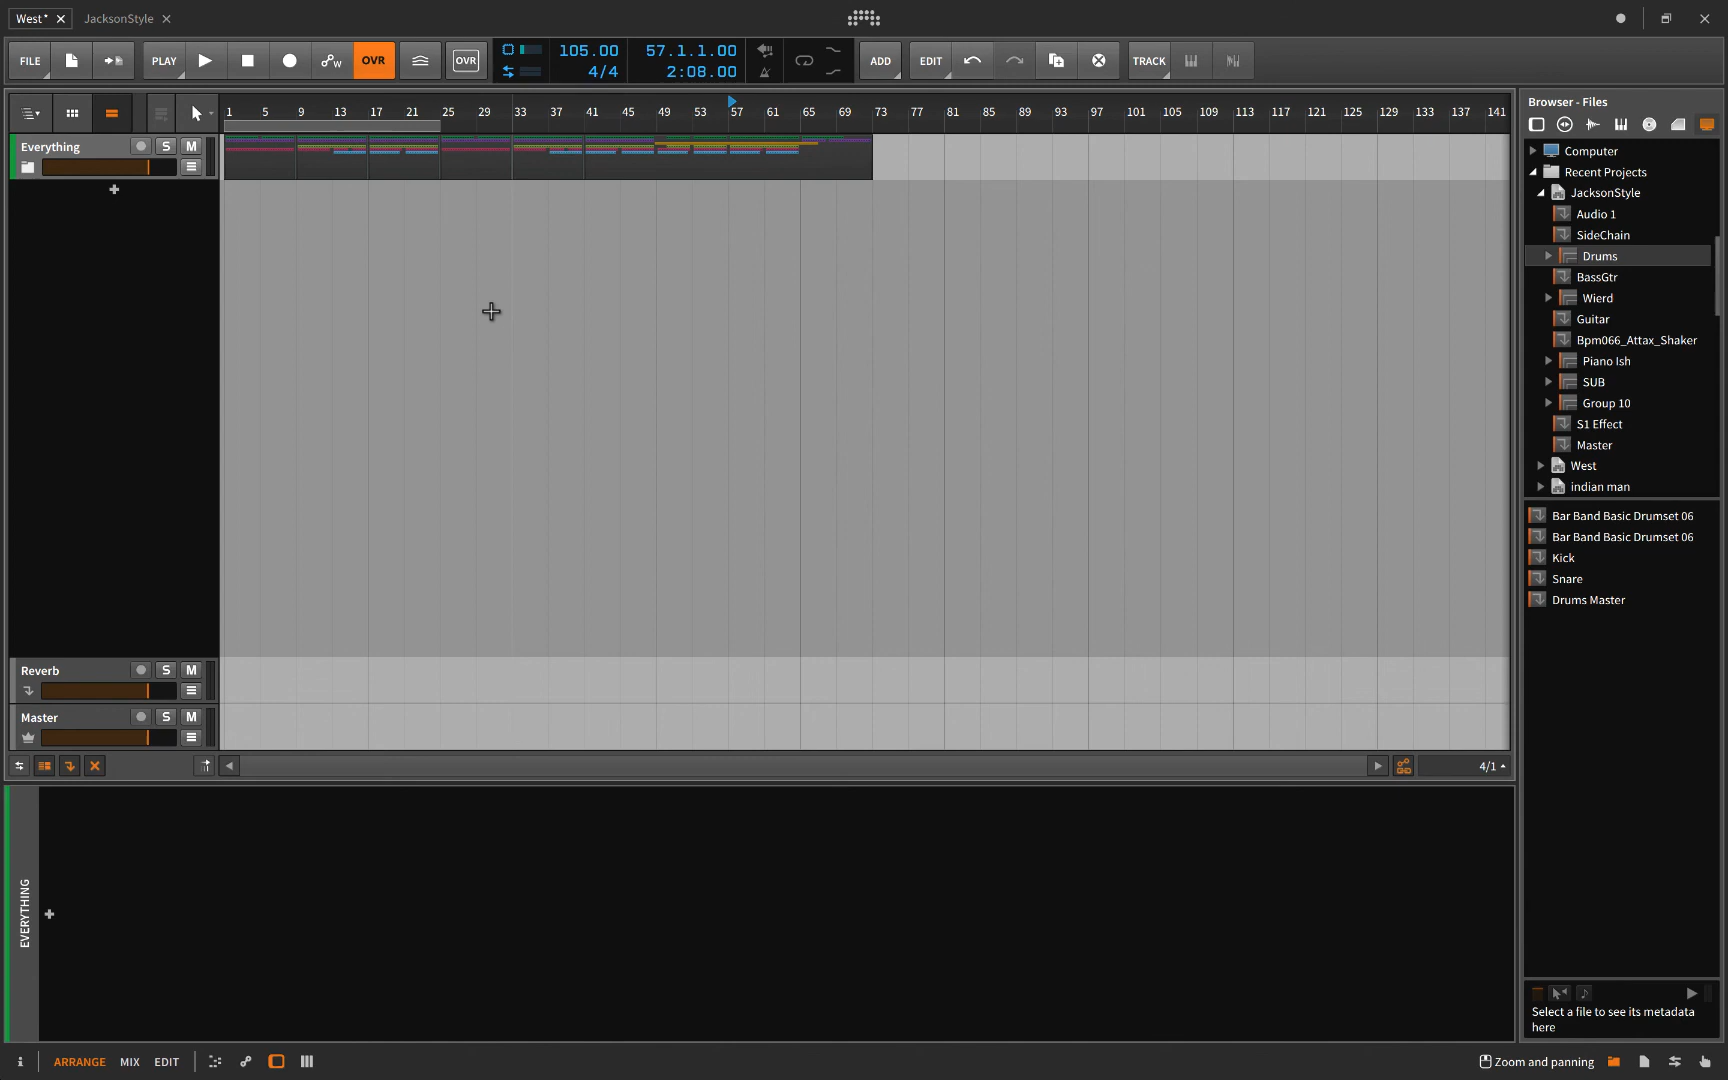 West* JacksonStyle
FILE PLAY OVR OVR 105.00 57.1.1.00 ADD EDIT TRACK
4/4 2:08.00
1 5 9 13 17 21 25 29 33 37 41 45 49 53 57 61 65 69 73 77 81 85 89 93 97 101 105 109 113 117 121 125 129 133 137 141
Everything S M
Reverb S M
Master S M
4/1
EVERYTHING
Browser - Files
Computer
Recent Projects
JacksonStyle
Audio 1
SideChain
Drums
BassGtr
Wierd
Guitar
Bpm066_Attax_Shaker
Piano Ish
SUB
Group 10
S1 Effect
Master
West
indian man
Bar Band Basic Drumset 06
Bar Band Basic Drumset 06
Kick
Snare
Drums Master
Select a file to see its metadata
here
i ARRANGE MIX EDIT Zoom and panning